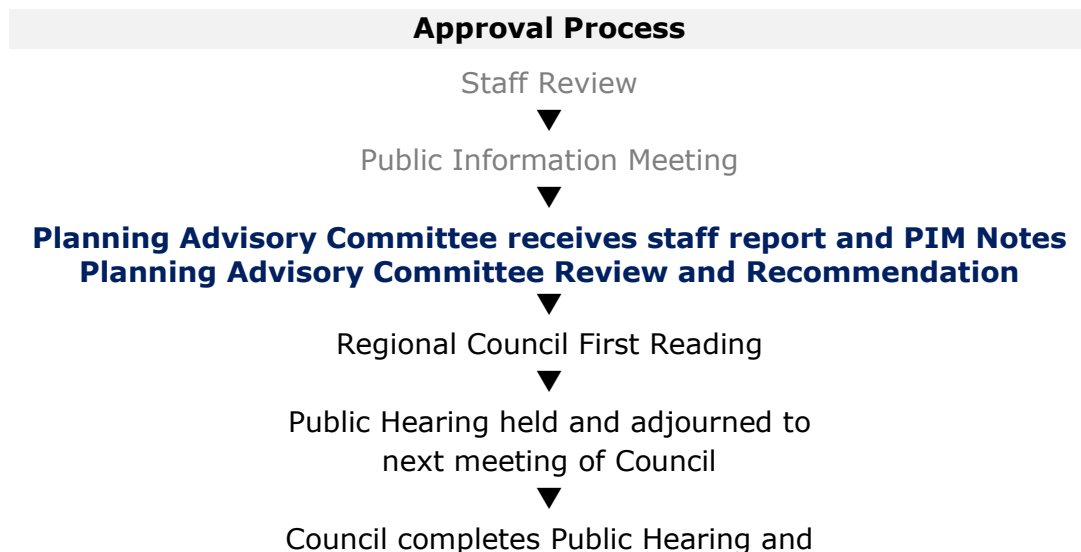 Approval Process
Staff Review
Public Information Meeting
Planning Advisory Committee receives staff report and PIM Notes
Planning Advisory Committee Review and Recommendation
Regional Council First Reading
Public Hearing held and adjourned to
next meeting of Council
Council completes Public Hearing and